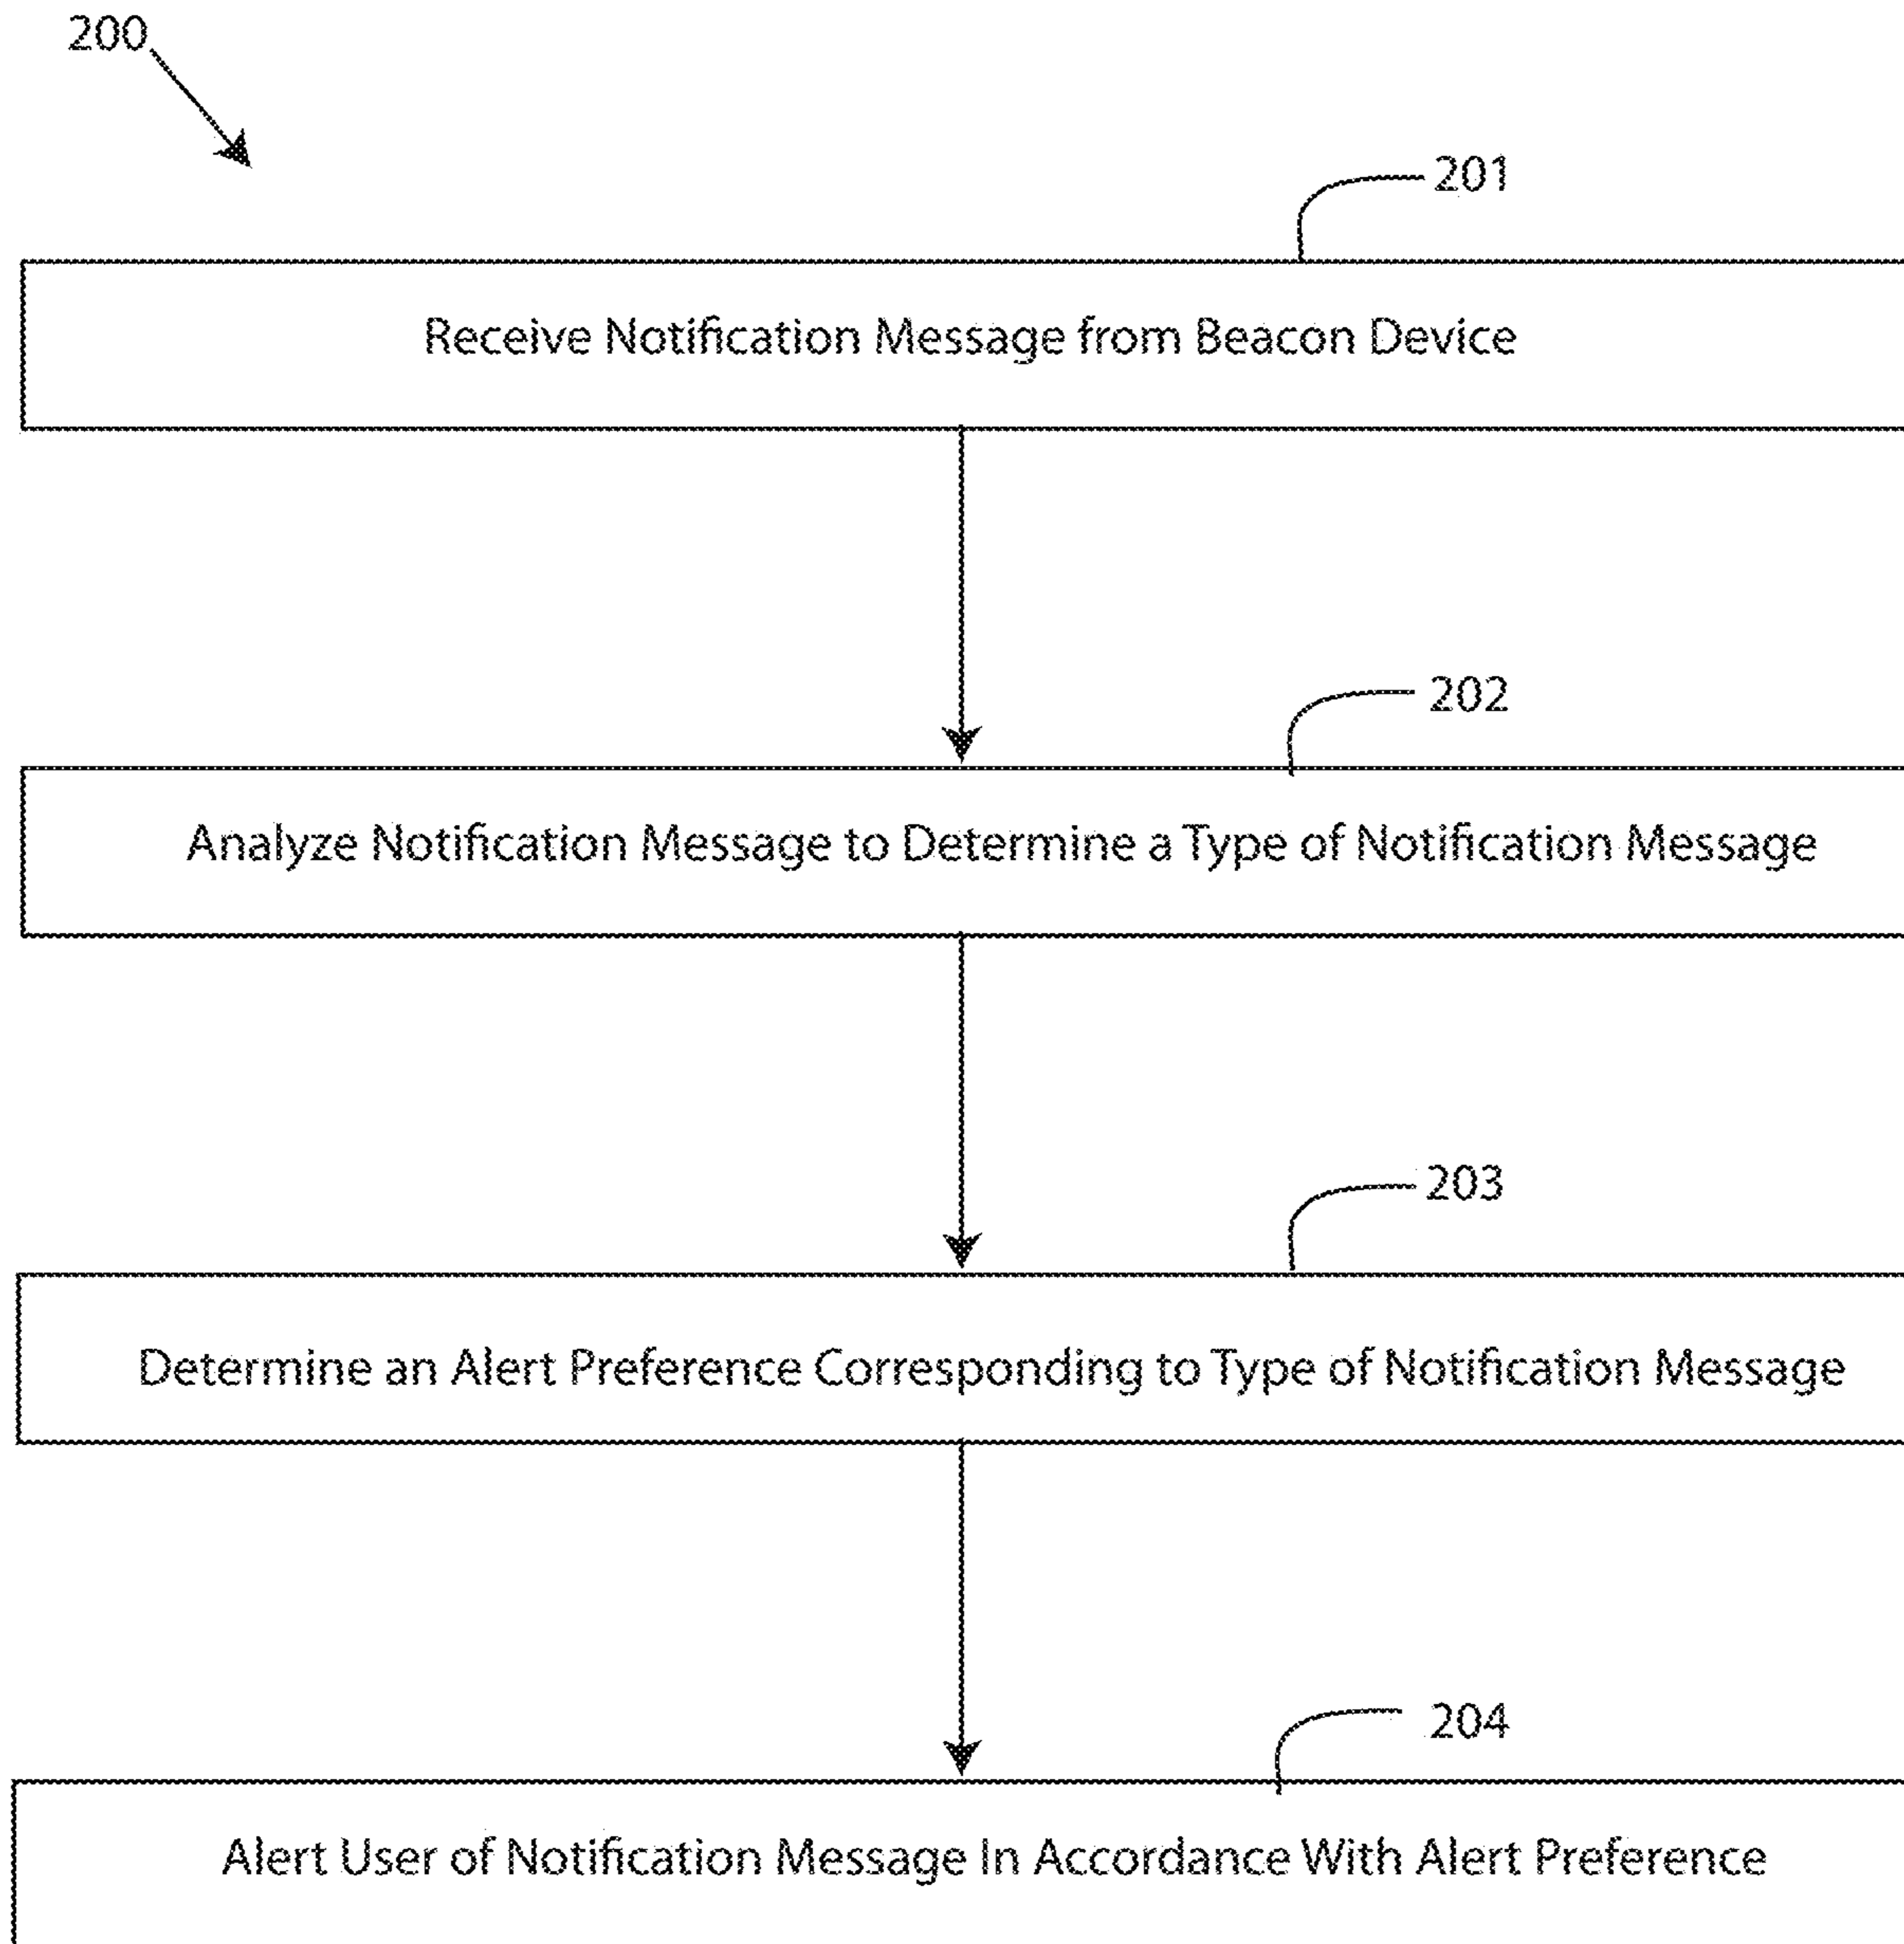 200
201
Receive Notification Message from Beacon Device
202
Analyze Notification Message to Determine a Type of Notification Message
203
Determine an Alert Preference Corresponding to Type of Notification Message
204
Alert User of Notification Message In Accordance With Alert Preference